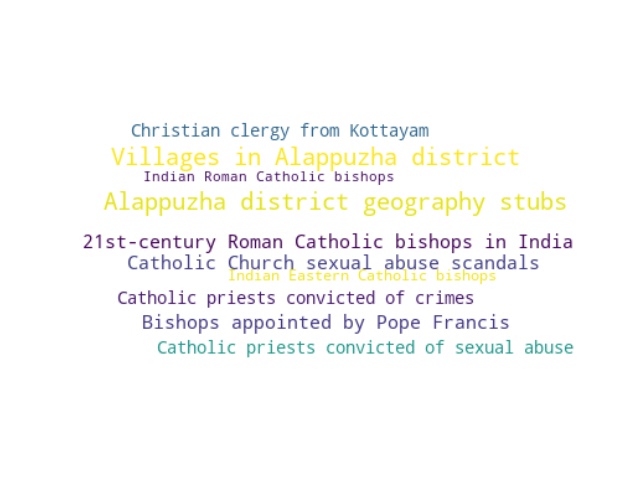 Christian clergy from Kottayam
Villages in Alappuzha district
Indian Roman Catholic bishops
Alappuzha district geography stubs
21st-century Roman Catholic bishops in India
Catholic Church sexual abuse scandals
Indian Eastern Catholic bishops
Catholic priests convicted of crimes
Bishops appointed by Pope Francis
Catholic priests convicted of sexual abuse